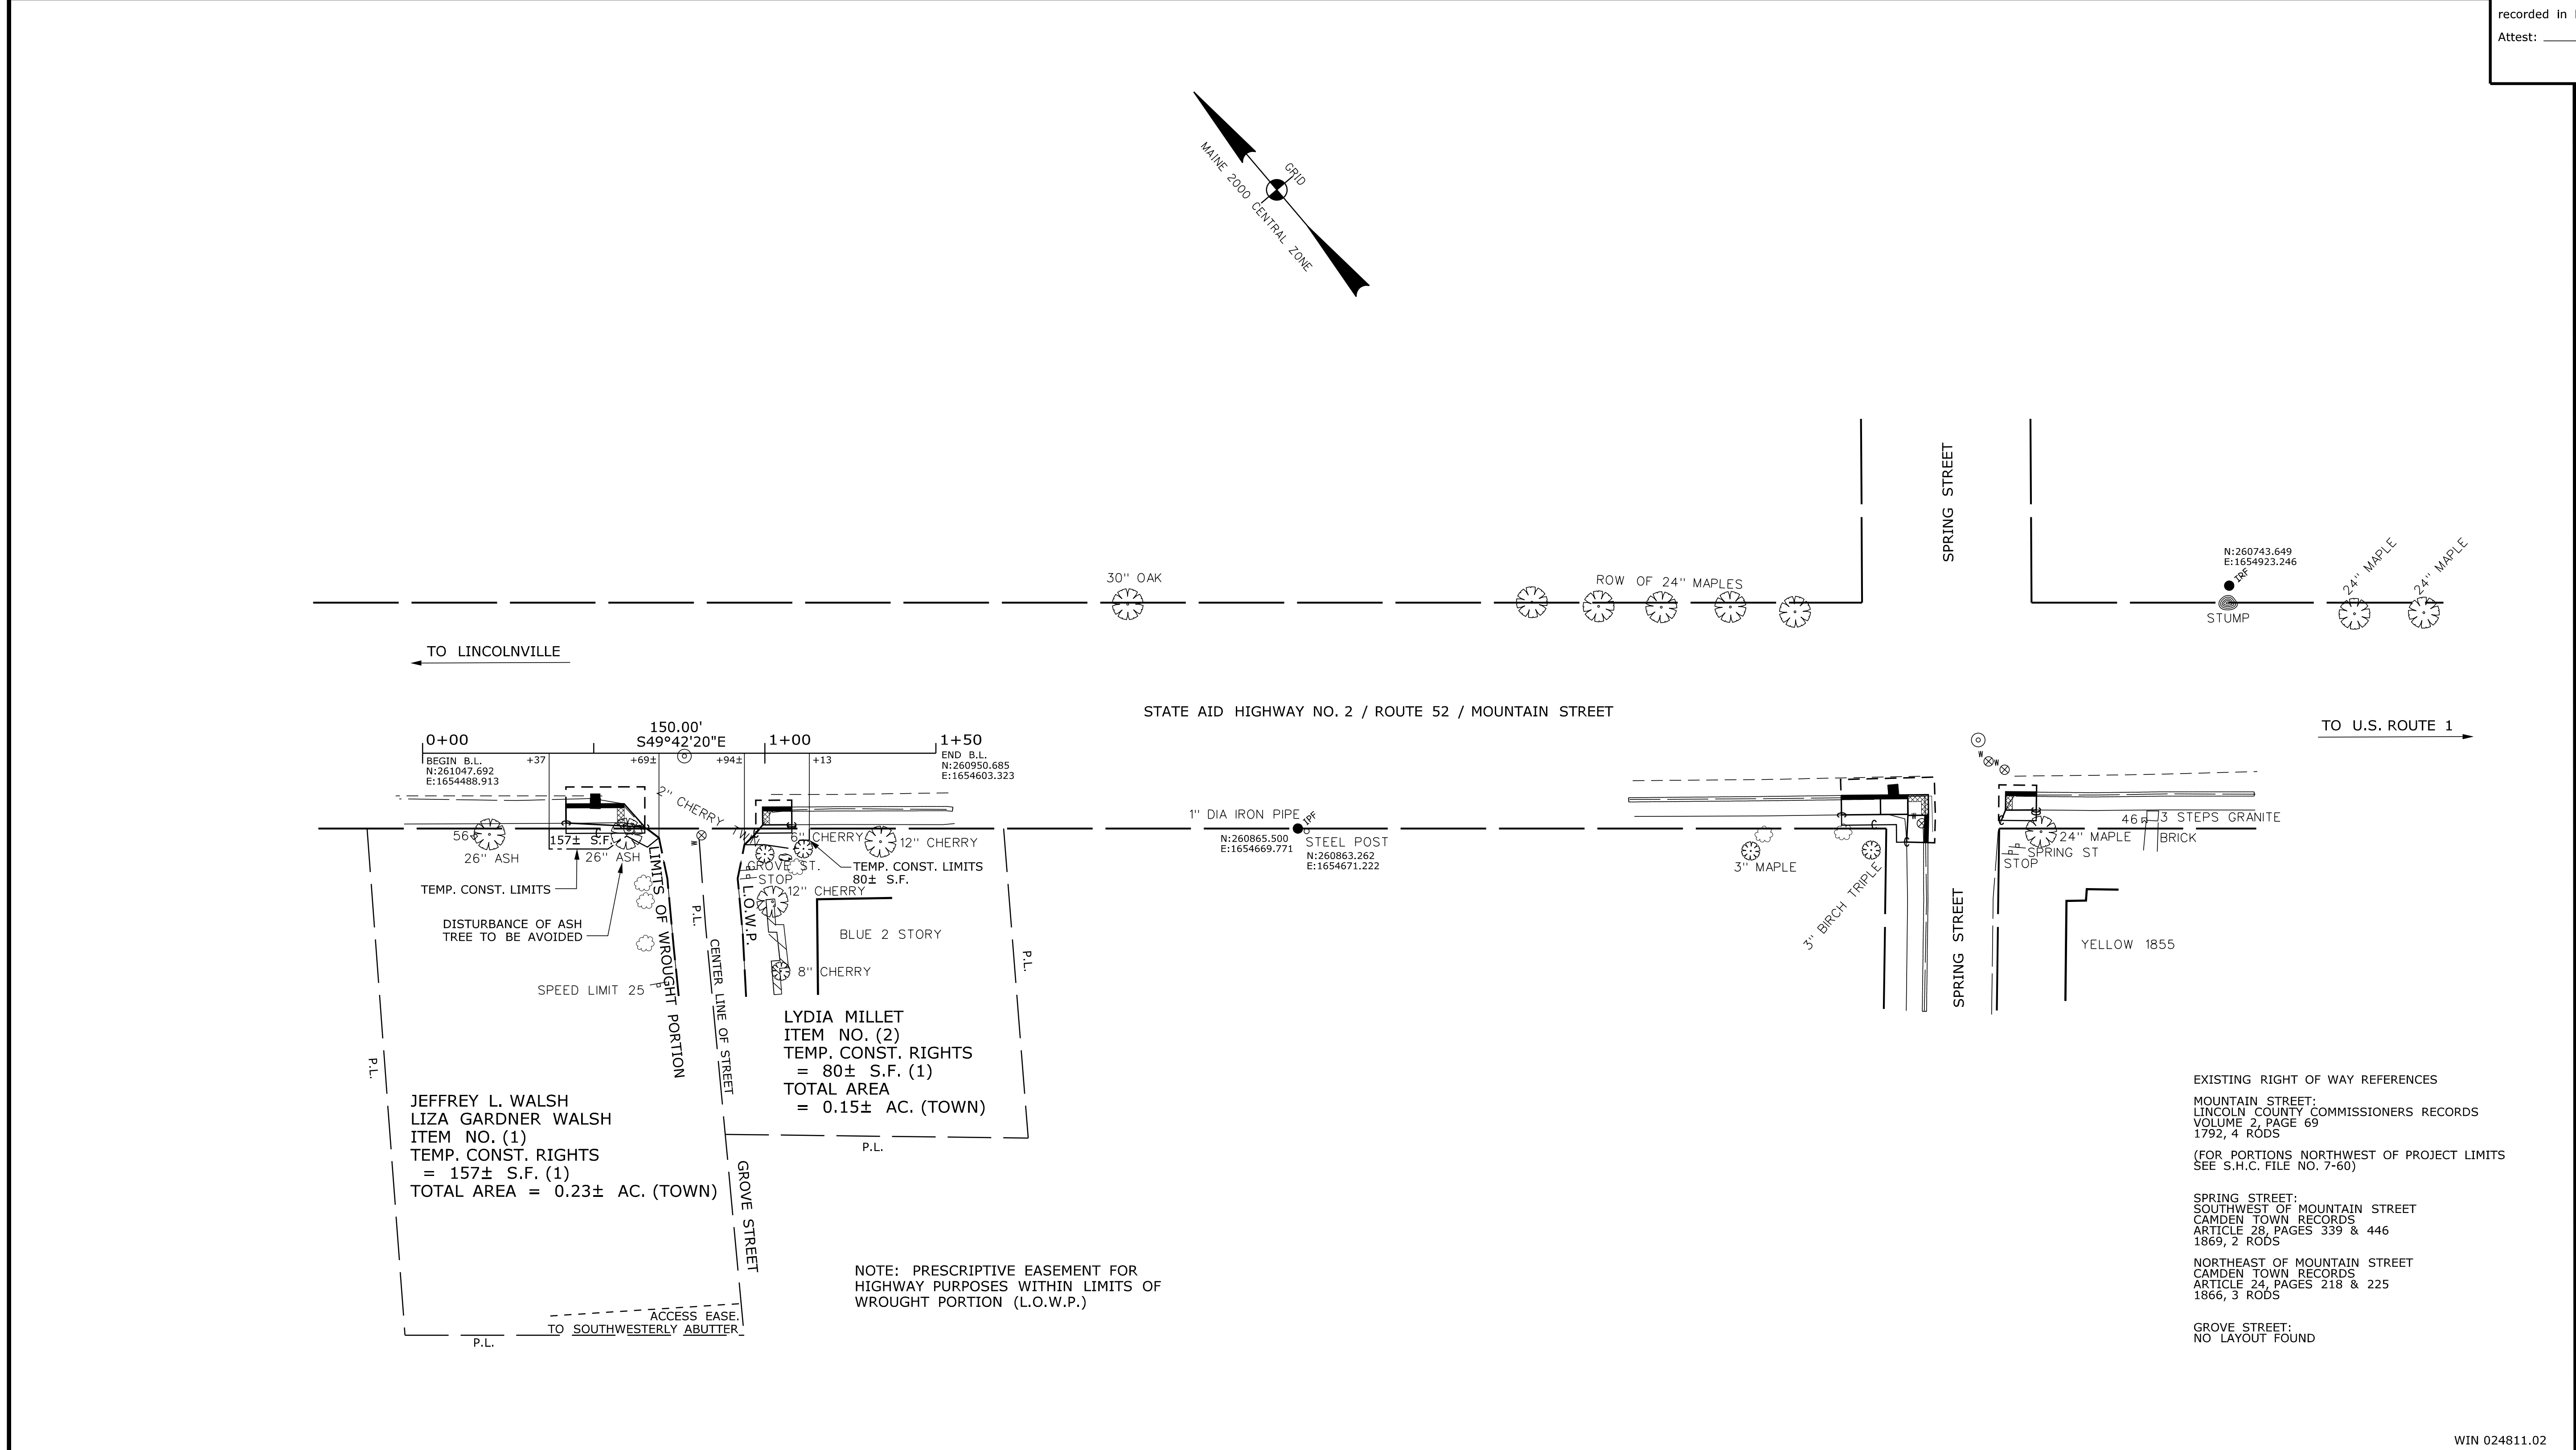 recorded in
Attest:
MAINE 2000 CENTRAL ZONE
GRID
SPRING STREET
N:260743.649
E:1654923.246
IRF
24" MAPLE
24" MAPLE
STUMP
30" OAK
ROW OF 24" MAPLES
TO LINCOLNVILLE
STATE AID HIGHWAY NO. 2 / ROUTE 52 / MOUNTAIN STREET
TO U.S. ROUTE 1
150.00'
S49°42'20"E
0+00
1+00
1+50
BEGIN B.L.
N:261047.692
E:1654488.913
+37
+69±
+94±
+13
END B.L.
N:260950.685
E:1654603.323
2" CHERRY
56
26" ASH
157± S.F.
26" ASH
W
CHERRY
12" CHERRY
GROVE ST.
STOP
12" CHERRY
TEMP. CONST. LIMITS
80± S.F.
TEMP. CONST. LIMITS
DISTURBANCE OF ASH
TREE TO BE AVOIDED
LIMITS OF WROUGHT PORTION
P.L.
L.O.W.P.
CENTER LINE OF STREET
BLUE 2 STORY
8" CHERRY
SPEED LIMIT 25
P.L.
P.L.
1" DIA IRON PIPE
IPF
N:260865.500
E:1654669.771
STEEL POST
N:260863.262
E:1654671.222
W
W
W
3" MAPLE
3" BIRCH TRIPLE
24" MAPLE
SPRING ST
STOP
46
3 STEPS GRANITE
BRICK
SPRING STREET
YELLOW 1855
LYDIA MILLET
ITEM NO. (2)
TEMP. CONST. RIGHTS
= 80± S.F. (1)
TOTAL AREA
= 0.15± AC. (TOWN)
P.L.
JEFFREY L. WALSH
LIZA GARDNER WALSH
ITEM NO. (1)
TEMP. CONST. RIGHTS
= 157± S.F. (1)
TOTAL AREA = 0.23± AC. (TOWN)
GROVE STREET
ACCESS EASE.
TO SOUTHWESTERLY ABUTTER
P.L.
NOTE: PRESCRIPTIVE EASEMENT FOR
HIGHWAY PURPOSES WITHIN LIMITS OF
WROUGHT PORTION (L.O.W.P.)
EXISTING RIGHT OF WAY REFERENCES
MOUNTAIN STREET:
LINCOLN COUNTY COMMISSIONERS RECORDS
VOLUME 2, PAGE 69
1792, 4 RODS
(FOR PORTIONS NORTHWEST OF PROJECT LIMITS
SEE S.H.C. FILE NO. 7-60)
SPRING STREET:
SOUTHWEST OF MOUNTAIN STREET
CAMDEN TOWN RECORDS
ARTICLE 28, PAGES 339 & 446
1869, 2 RODS
NORTHEAST OF MOUNTAIN STREET
CAMDEN TOWN RECORDS
ARTICLE 24, PAGES 218 & 225
1866, 3 RODS
GROVE STREET:
NO LAYOUT FOUND
WIN 024811.02